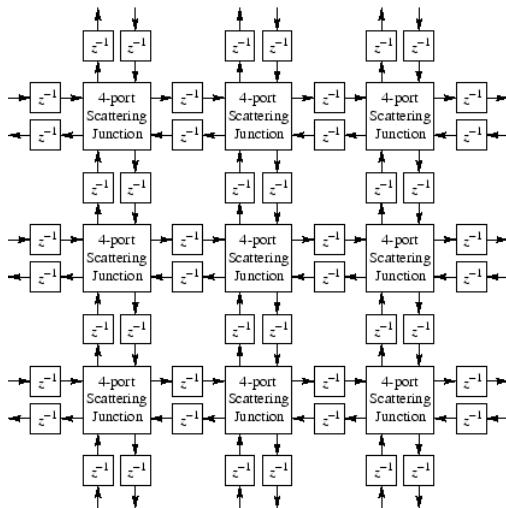 z⁻¹ z⁻¹ z⁻¹ z⁻¹ z⁻¹ z⁻¹
z⁻¹ 4-port z⁻¹ 4-port z⁻¹ 4-port z⁻¹
Scattering Scattering Scattering
z⁻¹ Junction z⁻¹ Junction z⁻¹ Junction z⁻¹
z⁻¹ z⁻¹ z⁻¹ z⁻¹ z⁻¹ z⁻¹
z⁻¹ 4-port z⁻¹ 4-port z⁻¹ 4-port z⁻¹
Scattering Scattering Scattering
z⁻¹ Junction z⁻¹ Junction z⁻¹ Junction z⁻¹
z⁻¹ z⁻¹ z⁻¹ z⁻¹ z⁻¹ z⁻¹
z⁻¹ 4-port z⁻¹ 4-port z⁻¹ 4-port z⁻¹
Scattering Scattering Scattering
z⁻¹ Junction z⁻¹ Junction z⁻¹ Junction z⁻¹
z⁻¹ z⁻¹ z⁻¹ z⁻¹ z⁻¹ z⁻¹